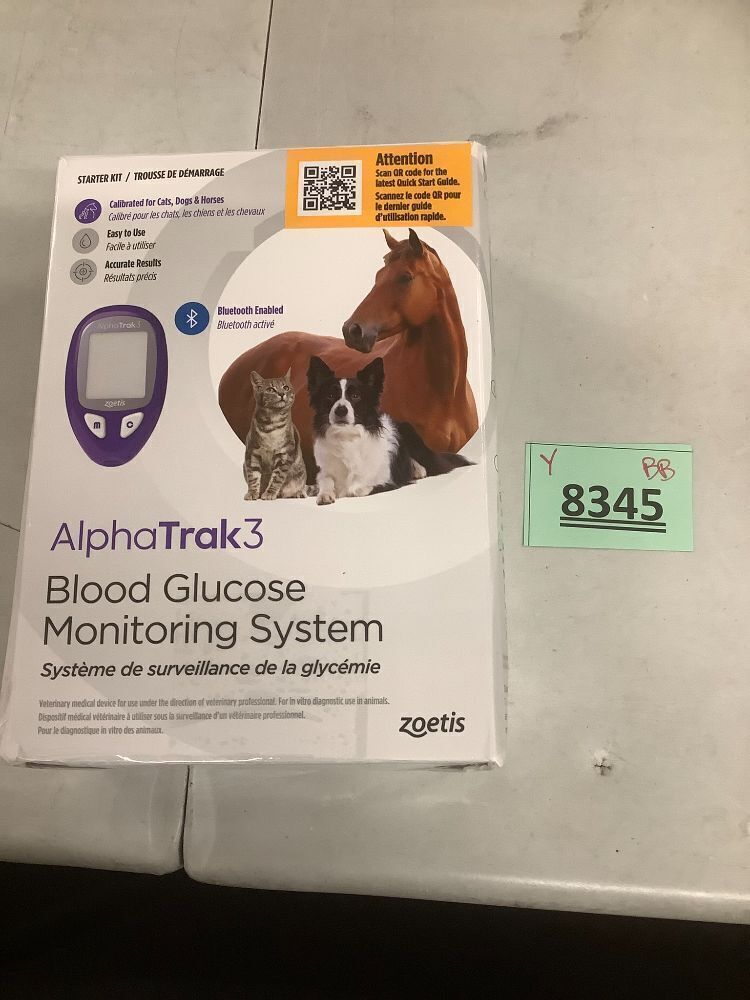 STARTER KIT / TROUSSE DE DÉMARRAGE
Attention
Scan QR code for the
latest Quick Start Guide.
Scannez le code QR pour
le dernier guide
d'utilisation rapide.
Calibrated for Cats, Dogs & Horses
Calibré pour les chats, les chiens et les chevaux
Easy to Use
Facile à utiliser
Accurate Results
Résultats précis
Bluetooth Enabled
Bluetooth activé
AlphaTrak3
zoetis
M
C
Y
BB
8345
AlphaTrak3
Blood Glucose
Monitoring System
Système de surveillance de la glycémie
Veterinary medical device for use under the direction of veterinary professional. For in vitro diagnostic use in animals.
Dispositif médical vétérinaire à utiliser sous la surveillance d'un vétérinaire professionnel.
Pour le diagnostique in vitro des animaux.
zoetis